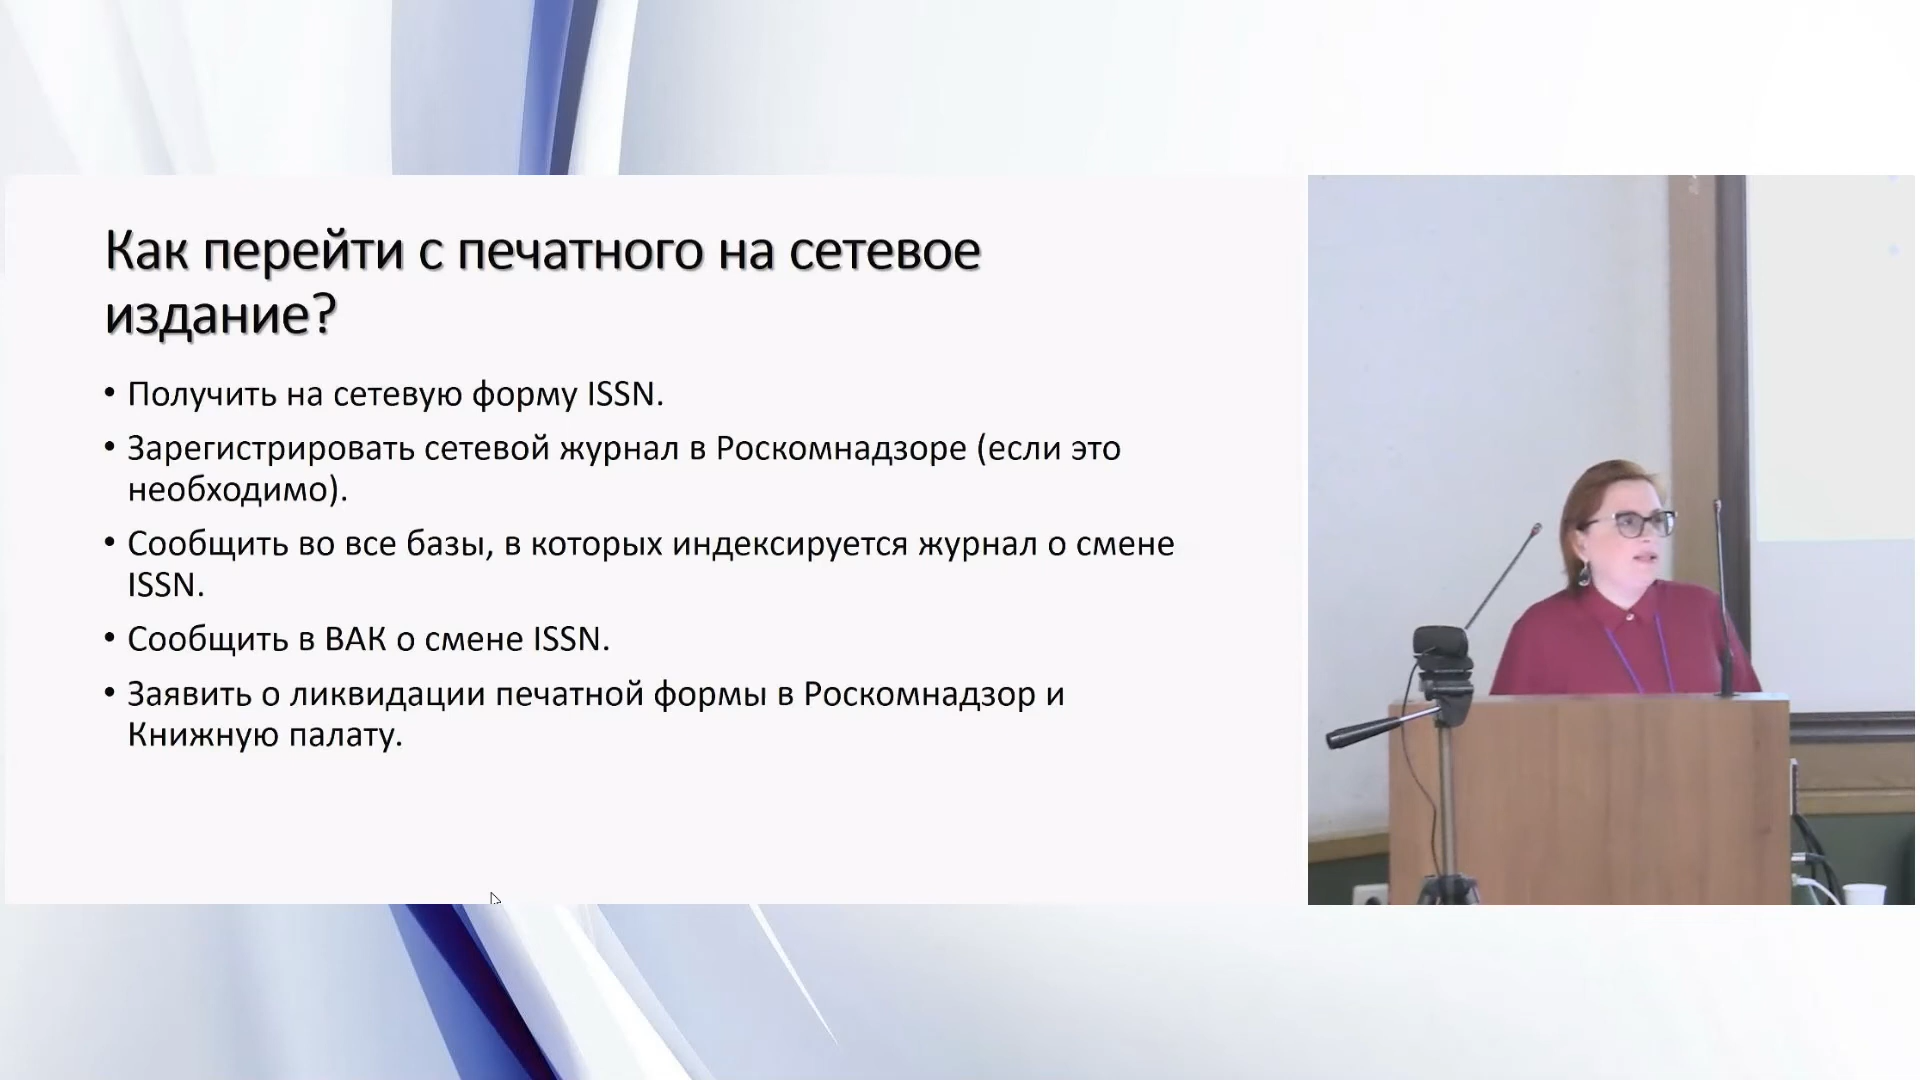 Как перейти с печатного на сетевое
издание?
• Получить на сетевую форму ISSN.
• Зарегистрировать сетевой журнал в Роскомнадзоре (если это
необходимо).
• Сообщить во все базы, в которых индексируется журнал о смене
ISSN.
• Сообщить в ВАК о смене ISSN.
• Заявить о ликвидации печатной формы в Роскомнадзор и
Книжную палату.